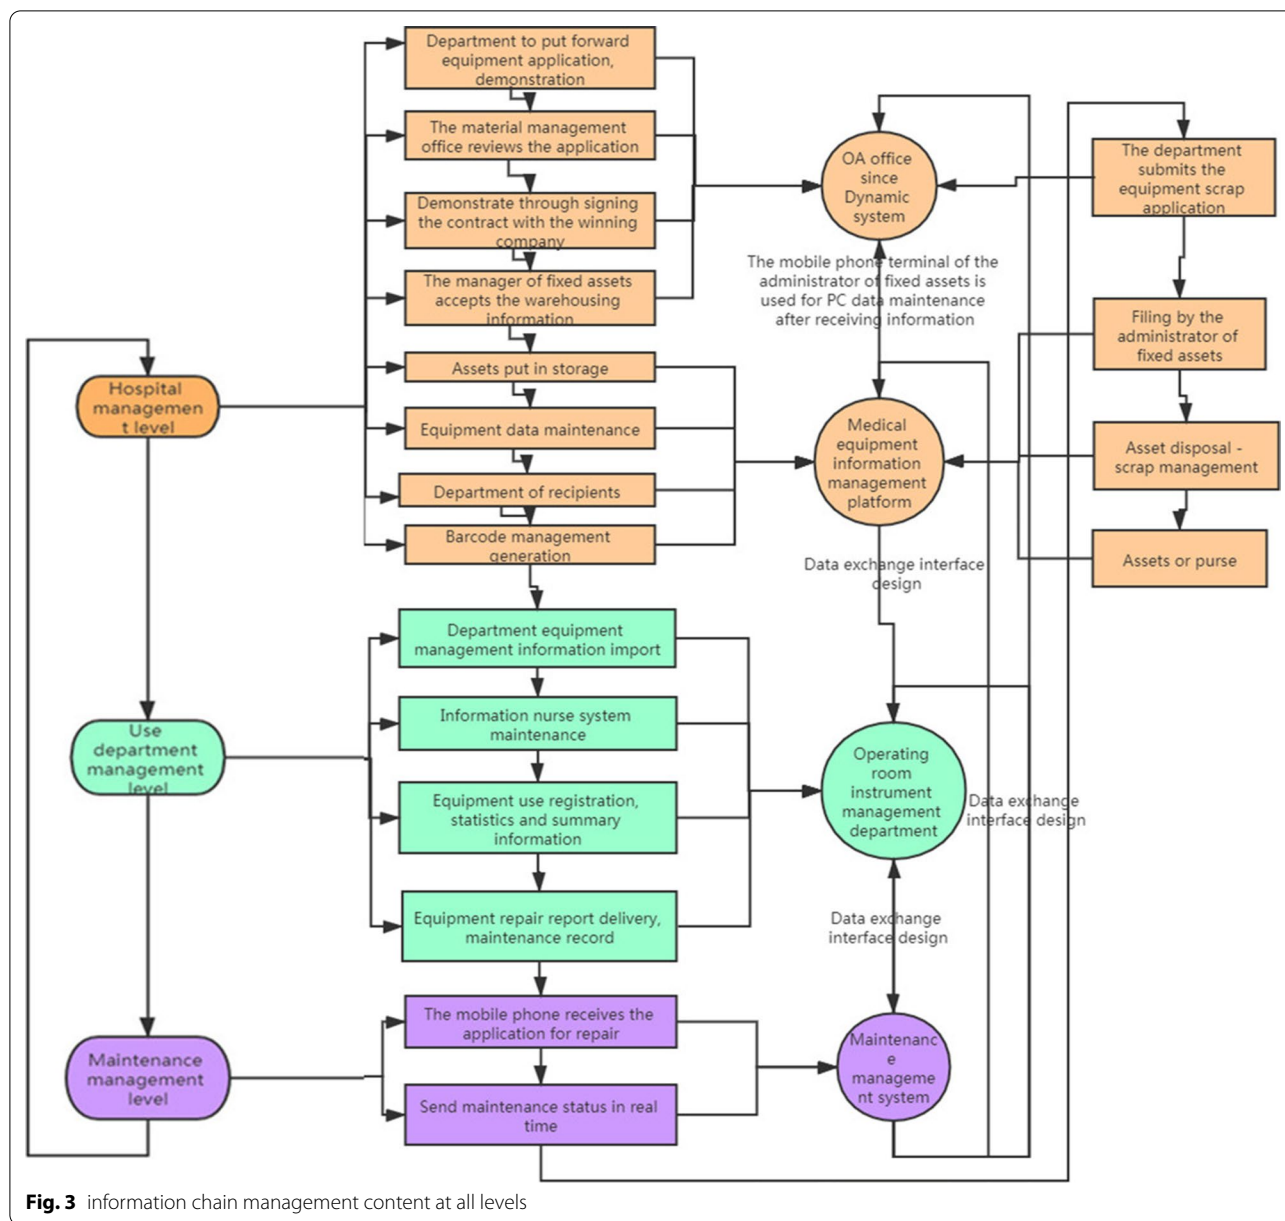 Department to put forward
equipment application,
demonstration
The material management
office reviews the application
Demonstrate through signing
the contract with the winning
company
The manager of fixed assets
accepts the warehousing
information
Assets put in storage
Equipment data maintenance
Department of recipients
Barcode management
generation
Hospital
managemen
t level
OA office
since
Dynamic
system
The mobile phone terminal of the
administrator of fixed assets is
used for PC data maintenance
after receiving information
Medical
equipment
information
management
platform
Data exchange interface
design
The department
submits the
equipment scrap
application
Filing by the
administrator of
fixed assets
Asset disposal -
scrap management
Assets or purse
Use
department
management
level
Department equipment
management information import
Information nurse system
maintenance
Equipment use registration,
statistics and summary
information
Equipment repair report delivery,
maintenance record
Operating
room
instrument
management
department
Data exchange
interface design
Data exchange
interface design
Maintenance
management
level
The mobile phone receives the
application for repair
Send maintenance status in real
time
Maintenanc
e
manageme
nt system
Fig. 3 information chain management content at all levels